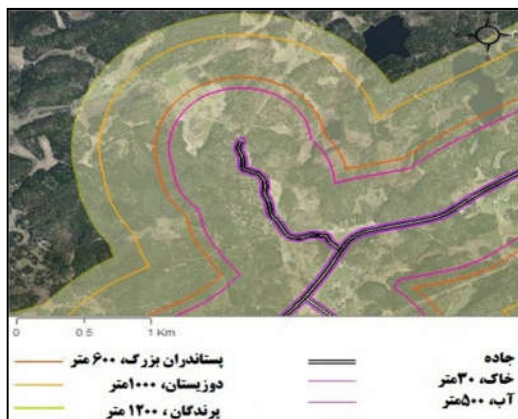 0 0.5 1 Km
جاده
خاک، ۳۰متر
آب، ۵۰۰متر
پستانداران بزرگ، ۶۰۰ متر
دوزیستان، ۱۰۰۰متر
پرندگان، ۱۲۰۰ متر